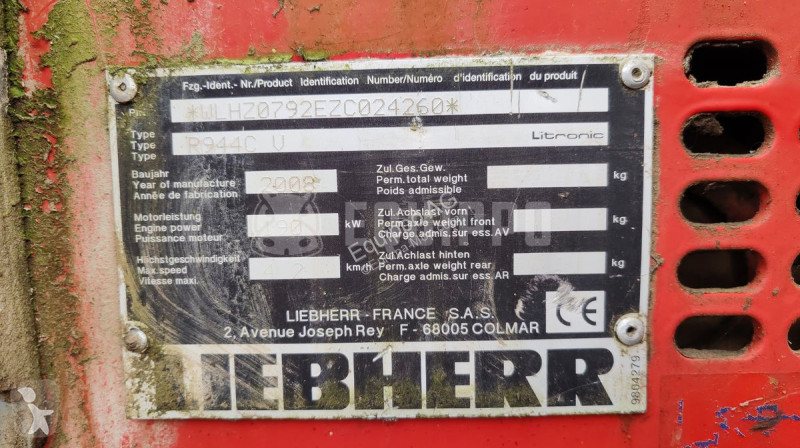 Fzg.-Ident.- Nr./Product Identification Number/Numéro d'identification du produit
*WLHZ0792EZC024260*
Type
Type R944C V Litronic
Type
Baujahr
Year of manufacture 2008
Année de fabrication
Motorleistung
Engine power 190 kW
Puissance moteur
Höchstgeschwindigkeit
Max. speed km/h
Vitesse maxi.
Zul.Ges.Gew.
Perm.total weight kg
Poids admissible
Zul.Achslast vorn
Perm.axle weight front kg
Charge admis.sur ess.AV
Zul.Achslast hinten
Perm.axle weight rear kg
Charge admis.sur ess.AR
LIEBHERR - FRANCE S.A.S.
2, Avenue Joseph Rey F - 68005 COLMAR
CE
LIEBHERR
9804279